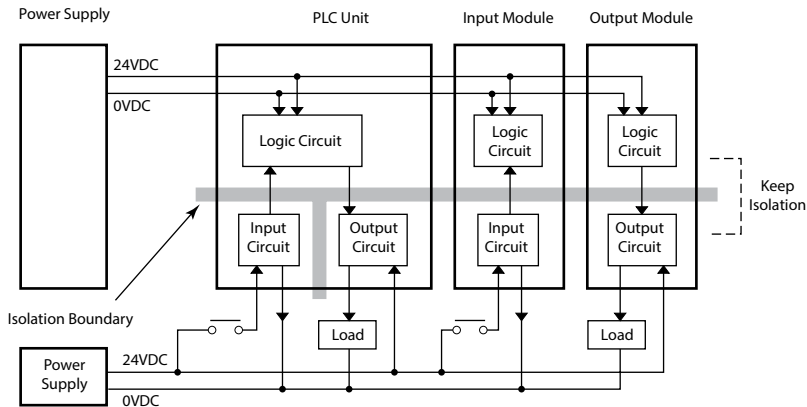 Power Supply
PLC Unit
Input Module
Output Module
24VDC
0VDC
Logic Circuit
Logic
Circuit
Logic
Circuit
Keep
Isolation
Input
Circuit
Output
Circuit
Input
Circuit
Output
Circuit
Isolation Boundary
Load
Load
Power
Supply
24VDC
0VDC